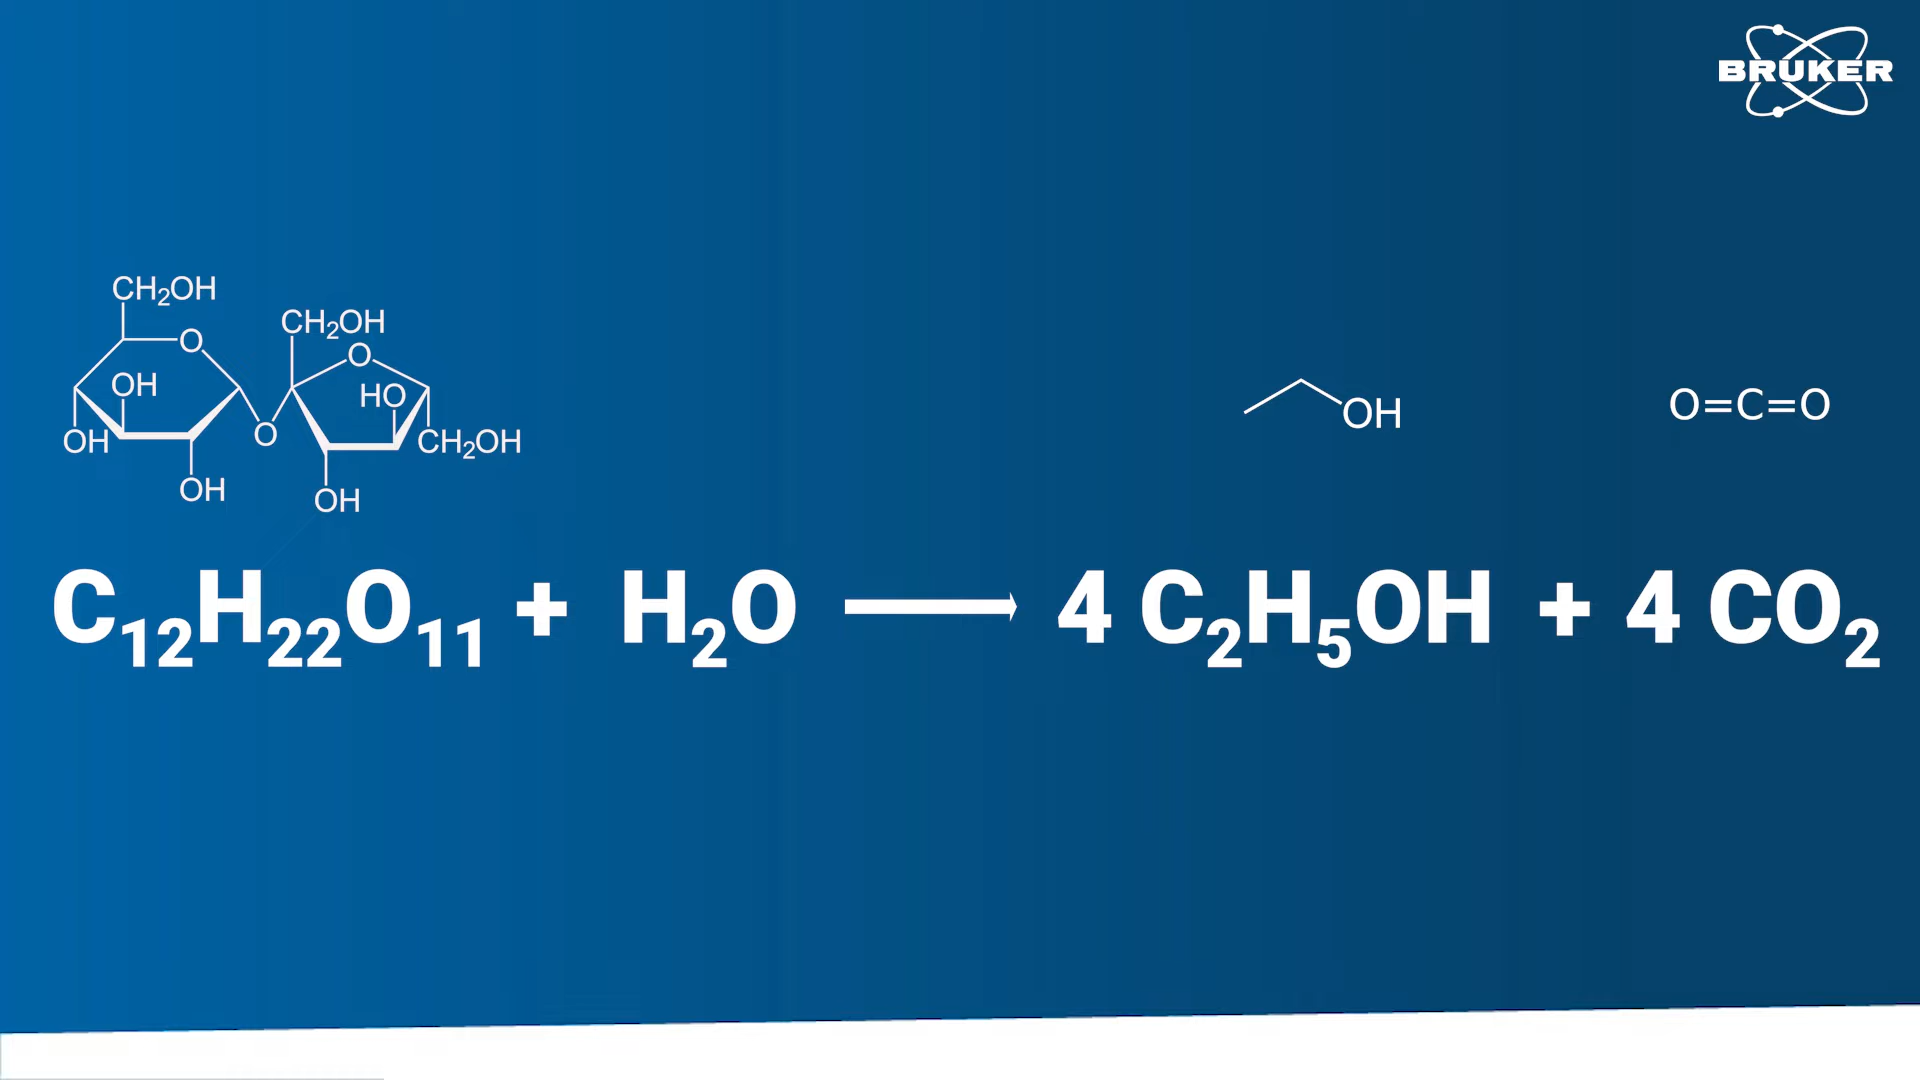 BRUKER
CH₂OH
CH₂OH
O
O
OH
HO
OH
O
CH₂OH
OH
OH
OH
O=C=O
C₁₂H₂₂O₁₁ + H₂O ⟶ 4 C₂H₅OH + 4 CO₂